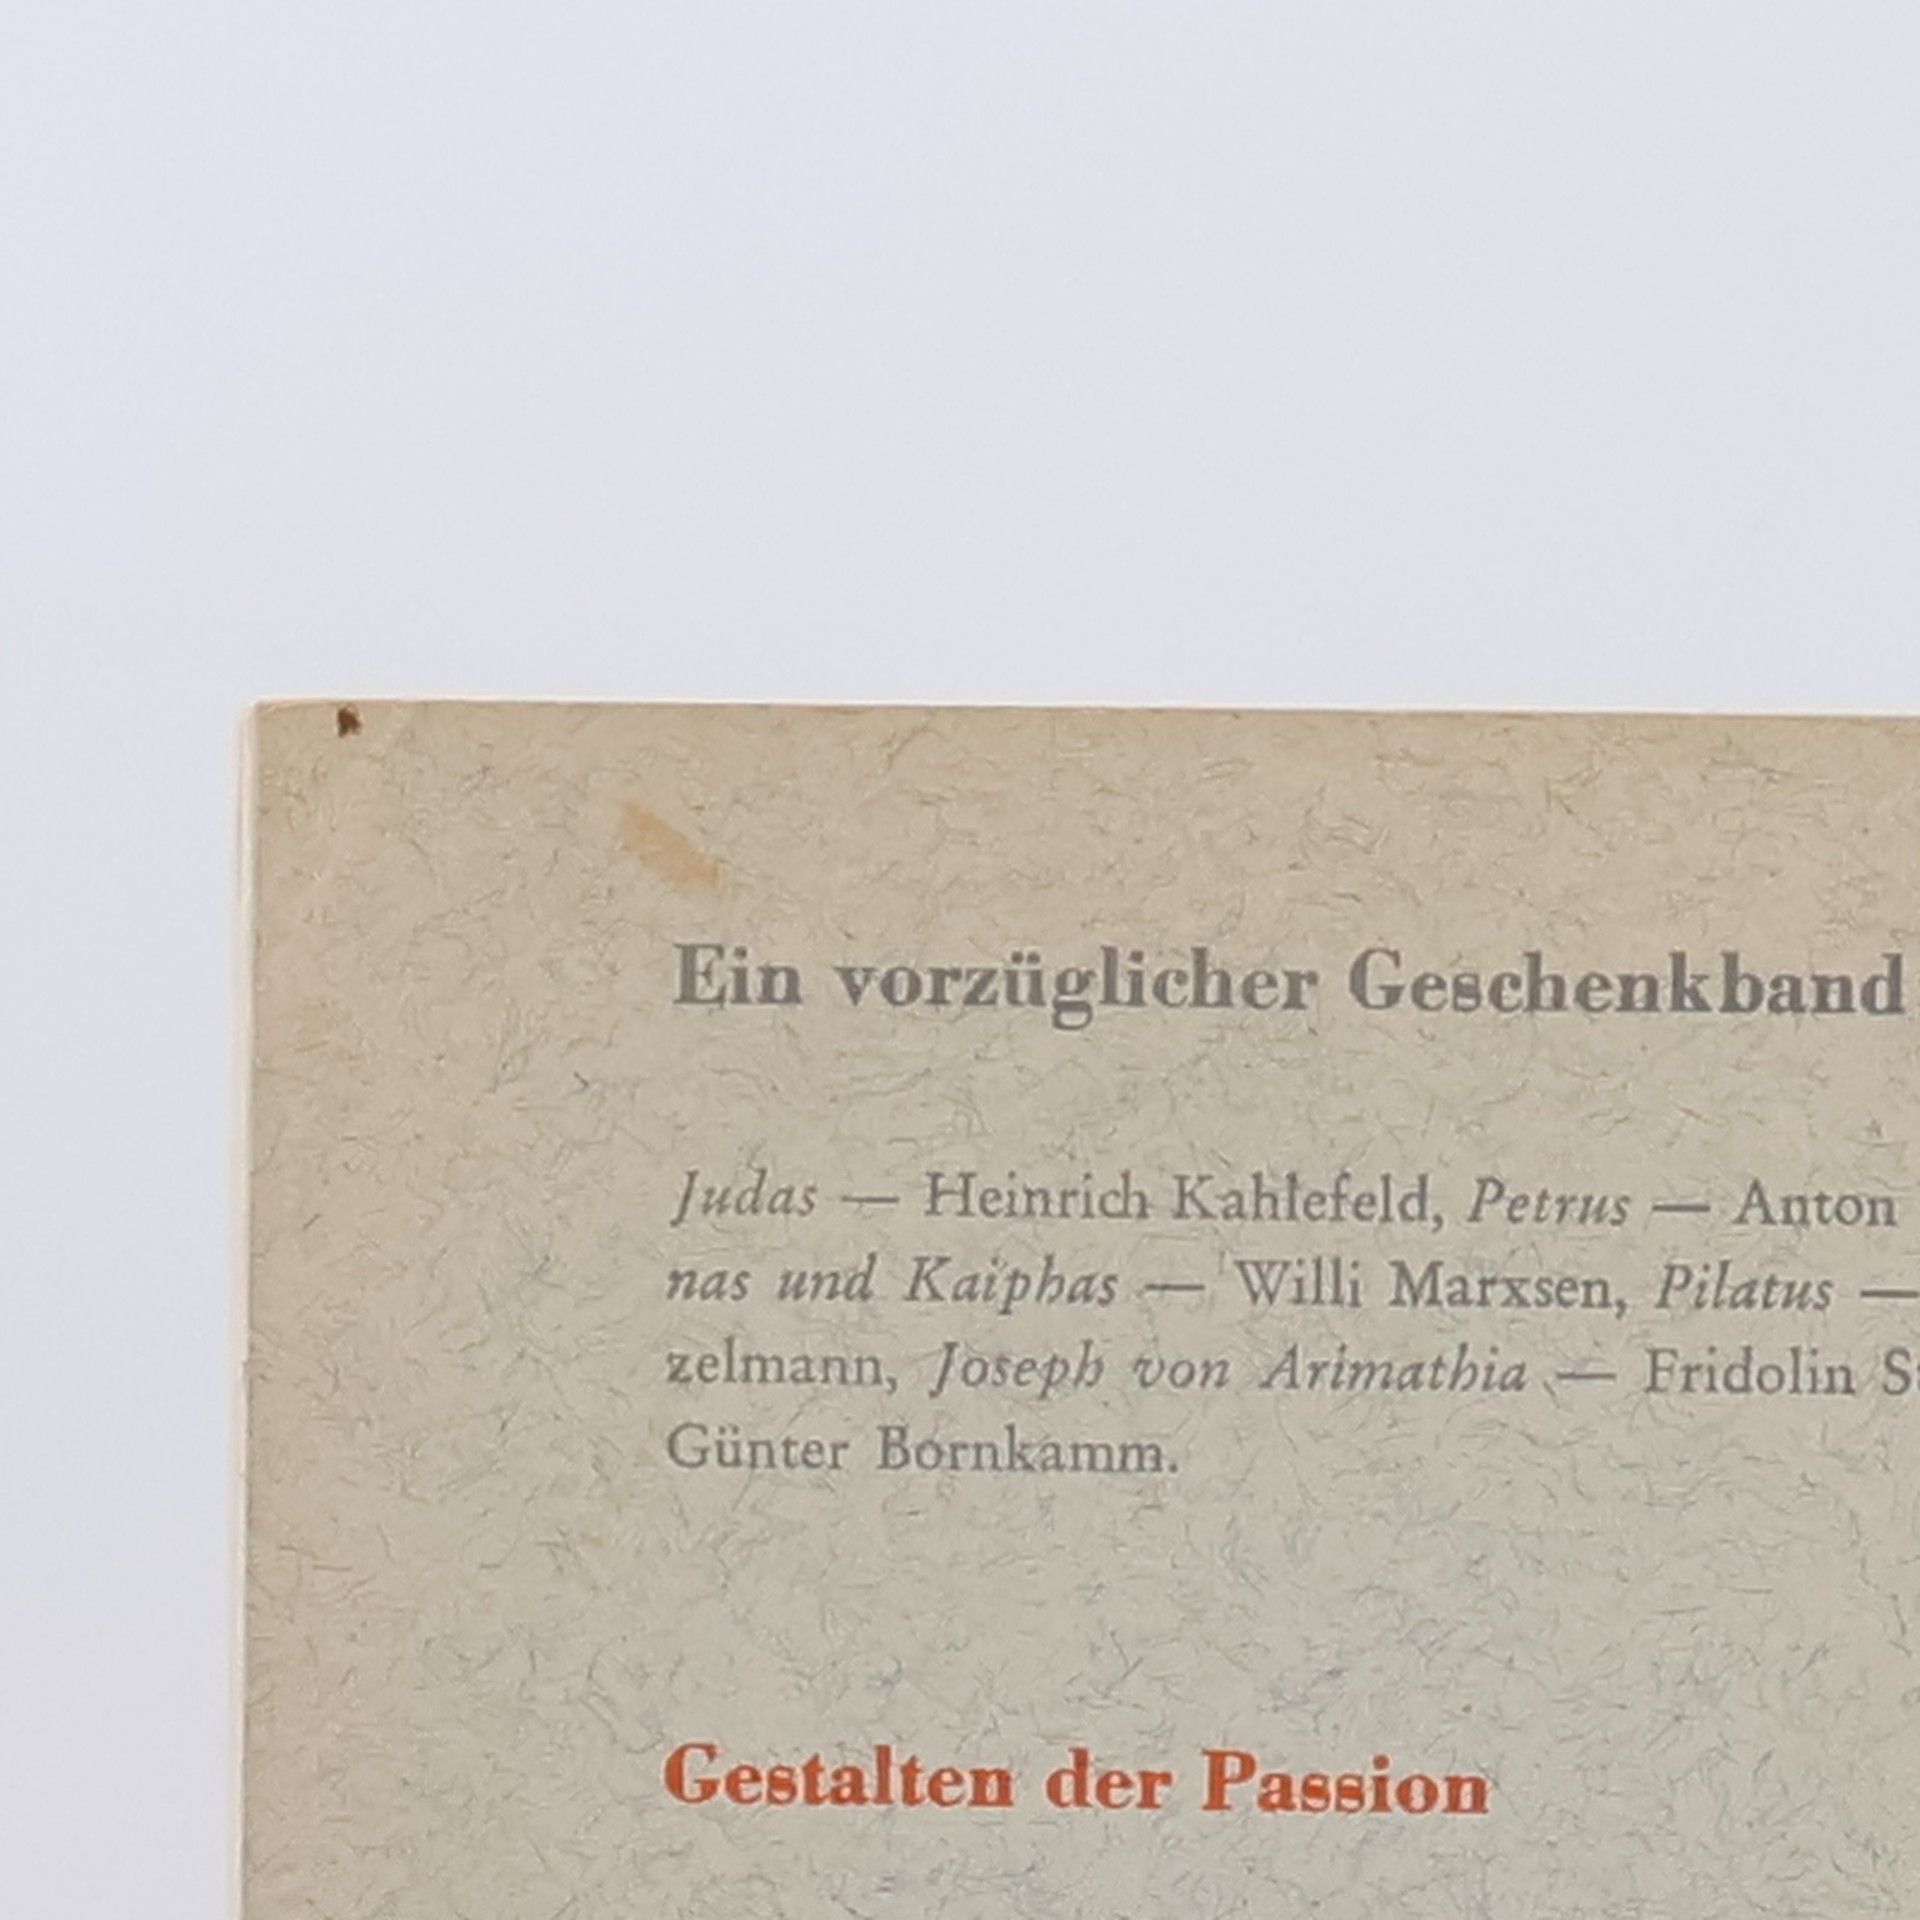 Ein vorzüglicher Geschenkband
Judas — Heinrich Kahlefeld, Petrus — Anton
nas und Kaiphas — Willi Marxsen, Pilatus —
zelmann, Joseph von Arimathia — Fridolin St
Günter Bornkamm.
Gestalten der Passion